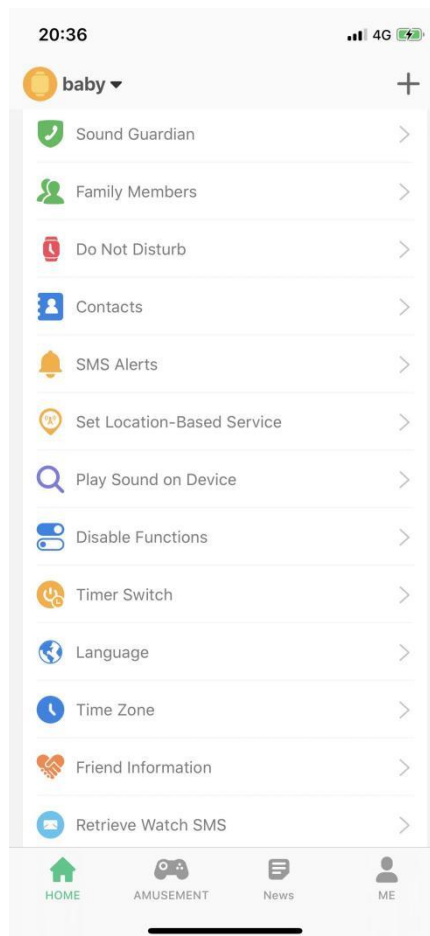 20:36
4G
baby
Sound Guardian
Family Members
Do Not Disturb
Contacts
SMS Alerts
Set Location-Based Service
Play Sound on Device
Disable Functions
Timer Switch
Language
Time Zone
Friend Information
Retrieve Watch SMS
HOME AMUSEMENT News ME